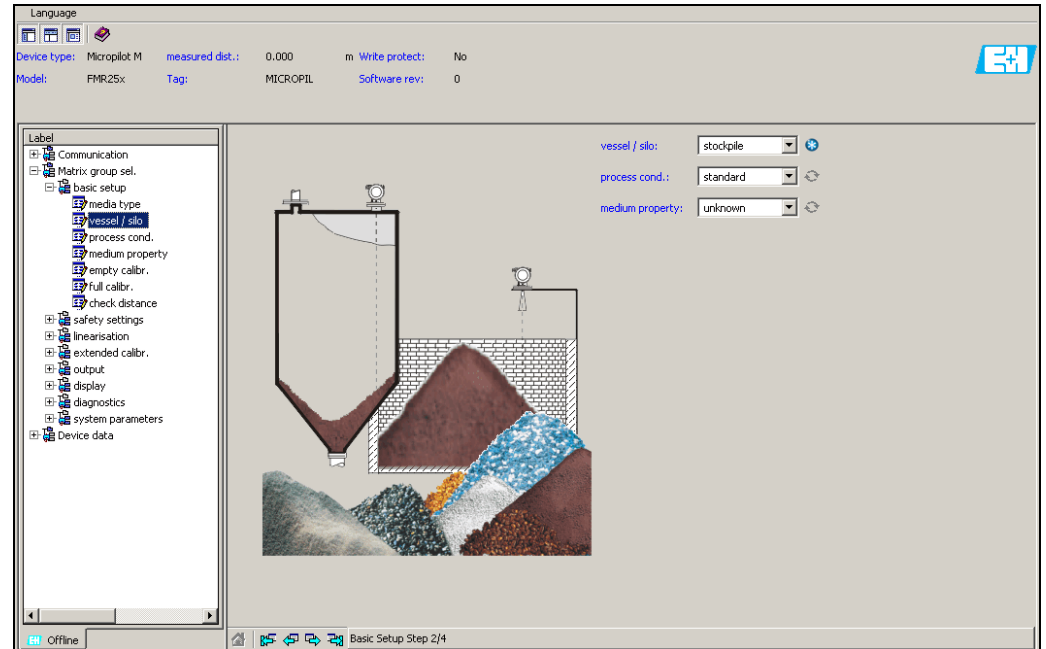 Language
Device type: Micropilot M measured dist.: 0.000 m Write protect: No
Model: FMR25x Tag: MICROPIL Software rev: 0
E+H
Label
Communication
Matrix group sel.
basic setup
media type
vessel / silo
process cond.
medium property
empty calibr.
full calibr.
check distance
safety settings
linearisation
extended calibr.
output
display
diagnostics
system parameters
Device data
vessel / silo: stockpile
process cond.: standard
medium property: unknown
Offline
Basic Setup Step 2/4